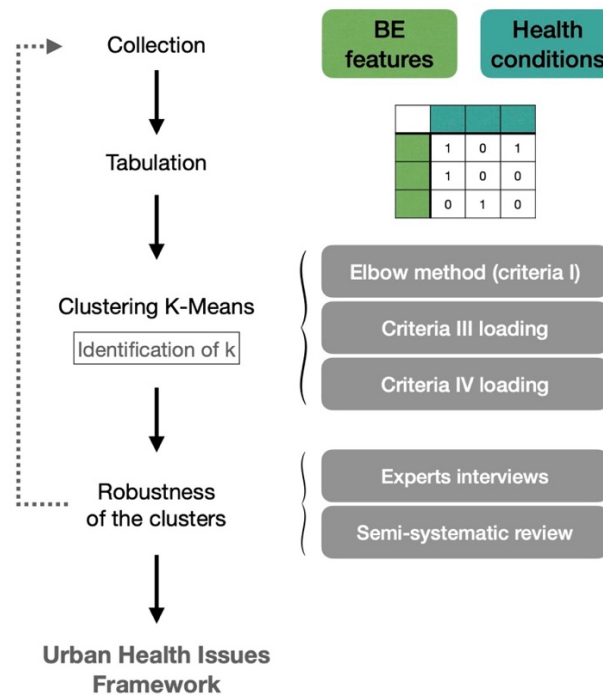 Collection
BE
features
Health
conditions
Tabulation
1 0 1
1 0 0
0 1 0
Clustering K-Means
Identification of k
Elbow method (criteria I)
Criteria III loading
Criteria IV loading
Robustness
of the clusters
Experts interviews
Semi-systematic review
Urban Health Issues
Framework